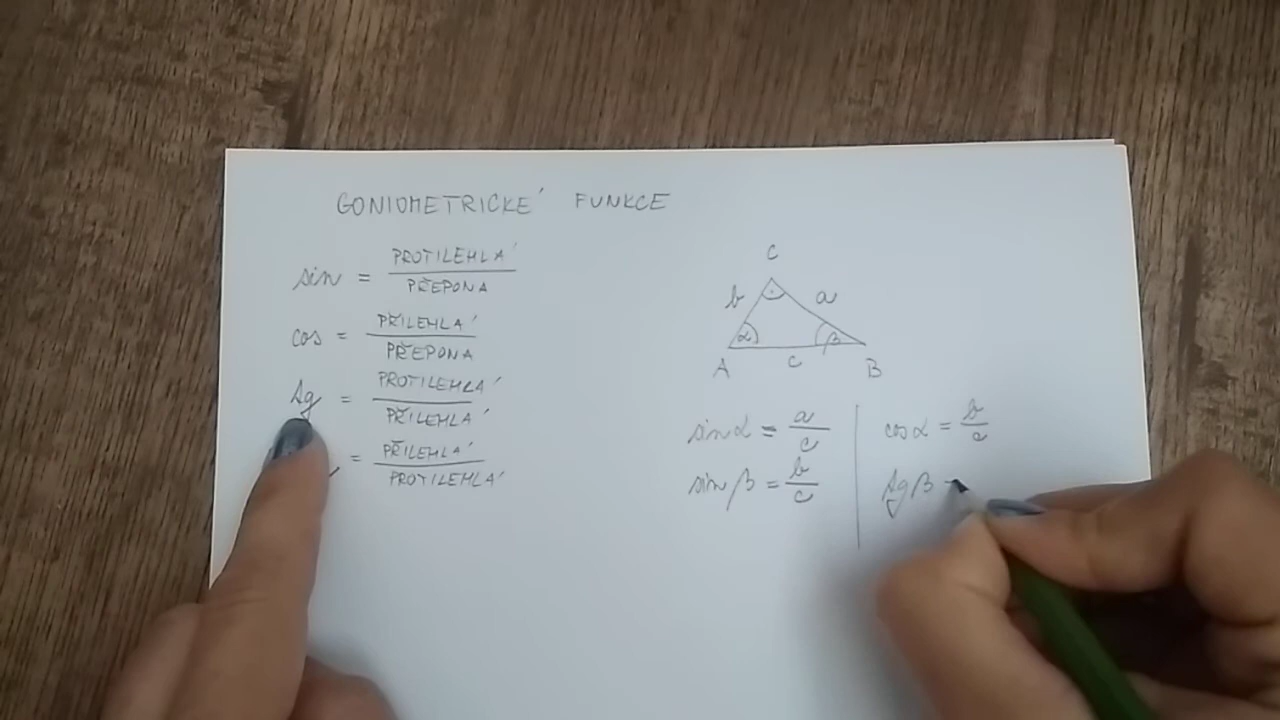 GONIOMETRICKÉ FUNKCE
sin = PROTILEHLÁ / PŘEPONA
cos = PŘILEHLÁ / PŘEPONA
tg = PROTILEHLÁ / PŘILEHLÁ
= PŘILEHLÁ / PROTILEHLÁ
C
b a
α β
A c B
sin α = a / c
sin β = b / c
cos α = b / c
tg β =